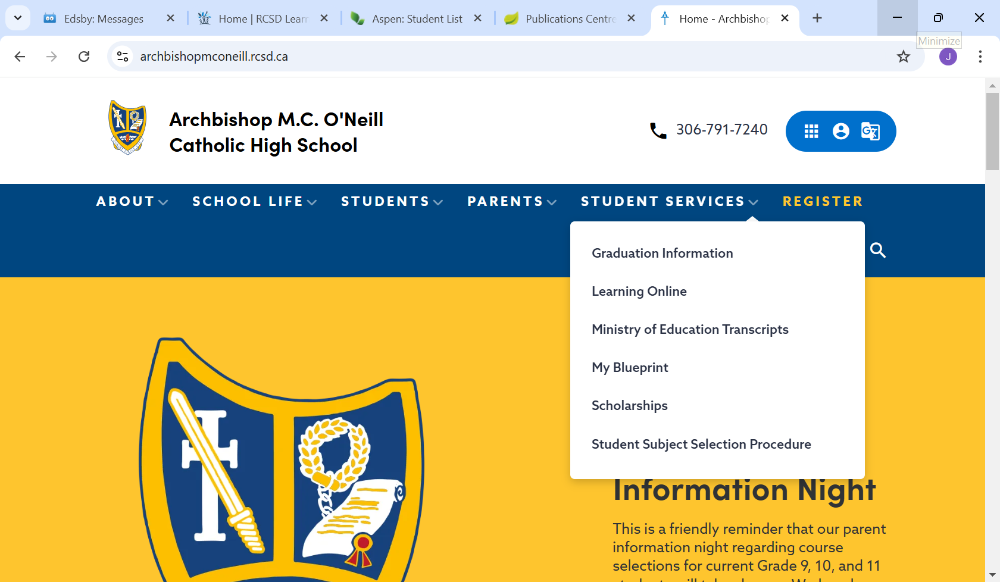 Edsby: Messages
Home | RCSD Lear
Aspen: Student List
Publications Centre
Home - Archbishop
Minimize
archbishopmconeill.rcsd.ca
J
Archbishop M.C. O'Neill
Catholic High School
306-791-7240
ABOUT
SCHOOL LIFE
STUDENTS
PARENTS
STUDENT SERVICES
REGISTER
Graduation Information
Learning Online
Ministry of Education Transcripts
My Blueprint
Scholarships
Student Subject Selection Procedure
Information Night
This is a friendly reminder that our parent
information night regarding course
selections for current Grade 9, 10, and 11